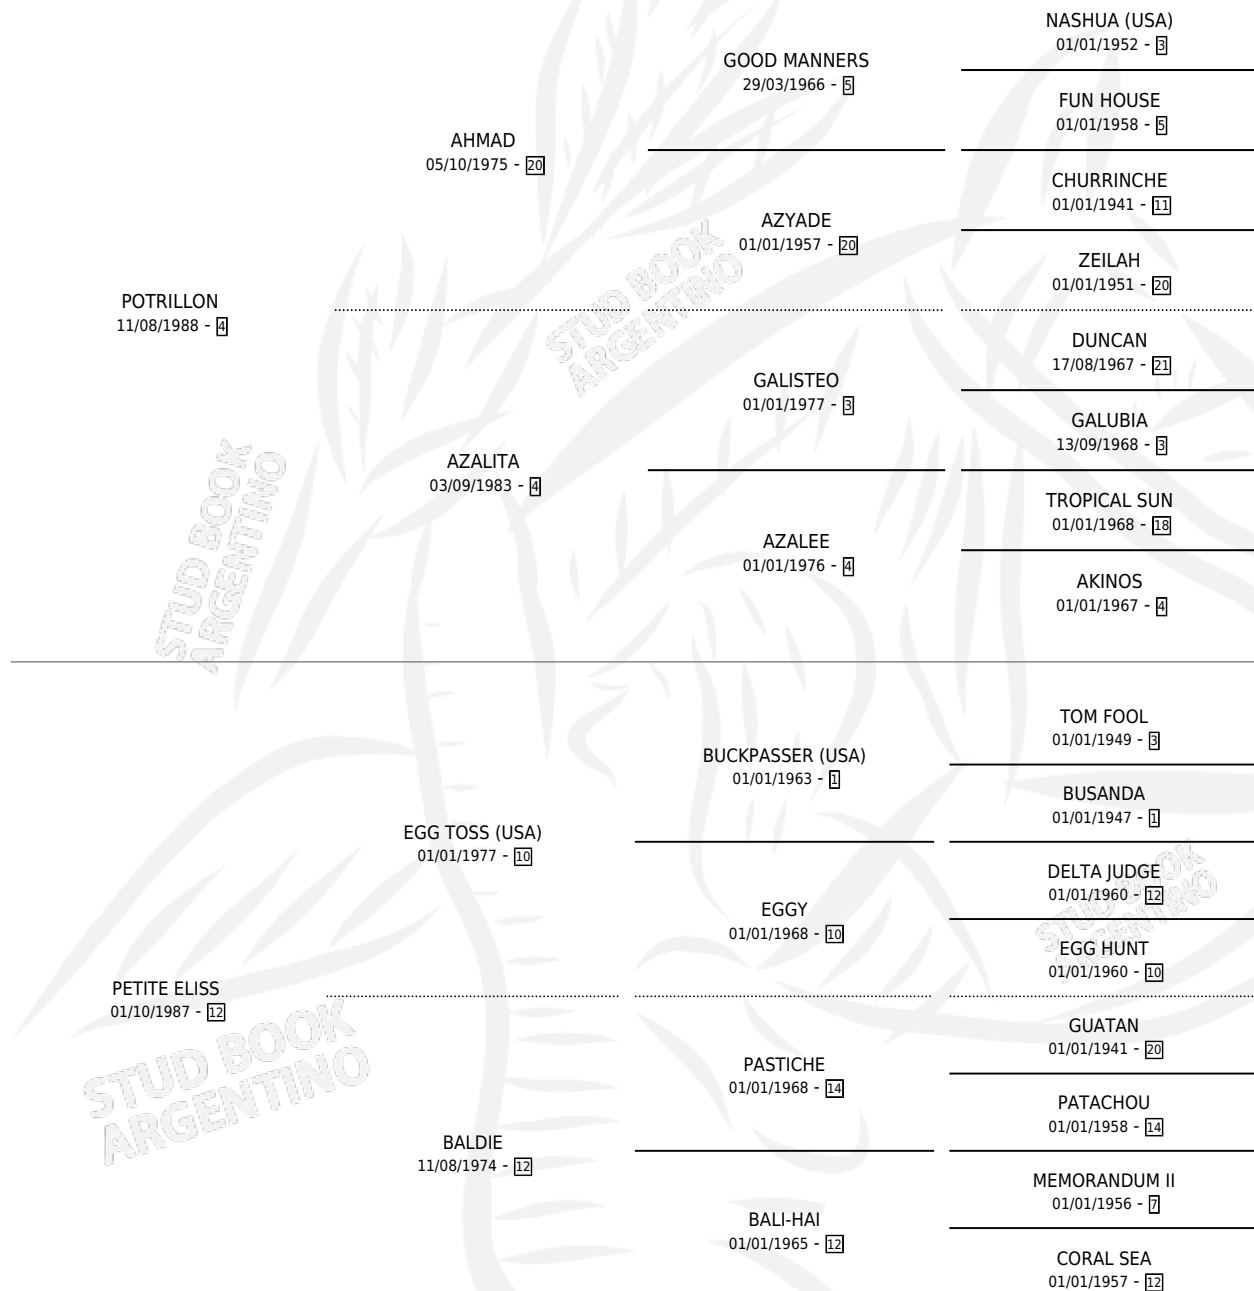 NASHUA (USA)
01/01/1952 - 3
GOOD MANNERS
29/03/1966 - 5
FUN HOUSE
01/01/1958 - 5
AHMAD
05/10/1975 - 20
CHURRINCHE
01/01/1941 - 11
AZYADE
01/01/1957 - 20
ZEILAH
01/01/1951 - 20
POTRILLON
11/08/1988 - 4
DUNCAN
17/08/1967 - 21
GALISTEO
01/01/1977 - 3
GALUBIA
13/09/1968 - 3
AZALITA
03/09/1983 - 4
TROPICAL SUN
01/01/1968 - 18
AZALEE
01/01/1976 - 4
AKINOS
01/01/1967 - 4
TOM FOOL
01/01/1949 - 3
BUCKPASSER (USA)
01/01/1963 - 1
BUSANDA
01/01/1947 - 1
EGG TOSS (USA)
01/01/1977 - 10
DELTA JUDGE
01/01/1960 - 12
EGGY
01/01/1968 - 10
EGG HUNT
01/01/1960 - 10
PETITE ELISS
01/10/1987 - 12
GUATAN
01/01/1941 - 20
PASTICHE
01/01/1968 - 14
PATACHOU
01/01/1958 - 14
BALDIE
11/08/1974 - 12
MEMORANDUM II
01/01/1956 - 7
BALI-HAI
01/01/1965 - 12
CORAL SEA
01/01/1957 - 12
STUD BOOK
ARGENTINO
STUD BOOK
ARGENTINO
STUD BOOK
ARGENTINO
STUD BOOK
ARGENTINO